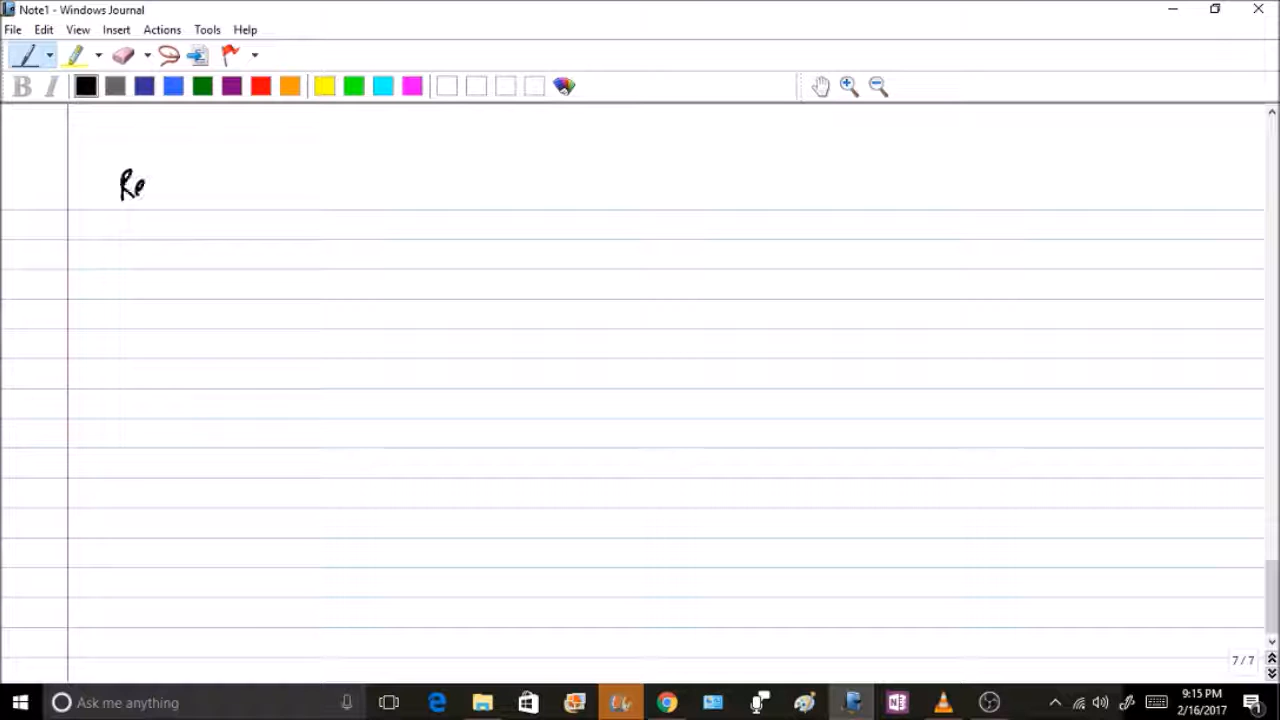 Note1 - Windows Journal
File Edit View Insert Actions Tools Help
B I
Re
7 / 7
Ask me anything
9:15 PM
2/16/2017
1